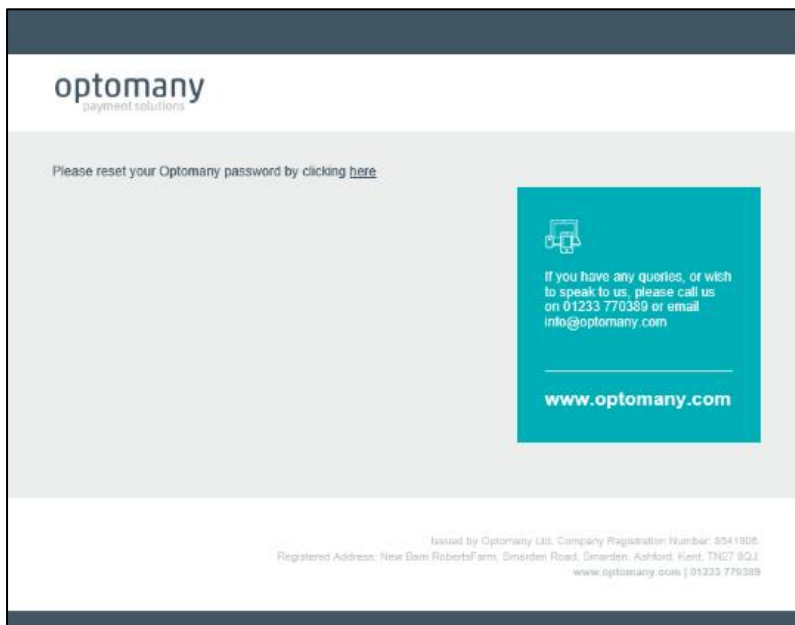 optomany
payment solutions
Please reset your Optomany password by clicking here
If you have any queries, or wish
to speak to us, please call us
on 01233 770389 or email
info@optomany.com
www.optomany.com
Issued by Optomany Ltd. Company Registration Number: 8541808.
Registered Address: New Barn RobertsFarm, Smarden Road, Smarden, Ashford, Kent, TN27 8QJ.
www.optomany.com | 01233 770389